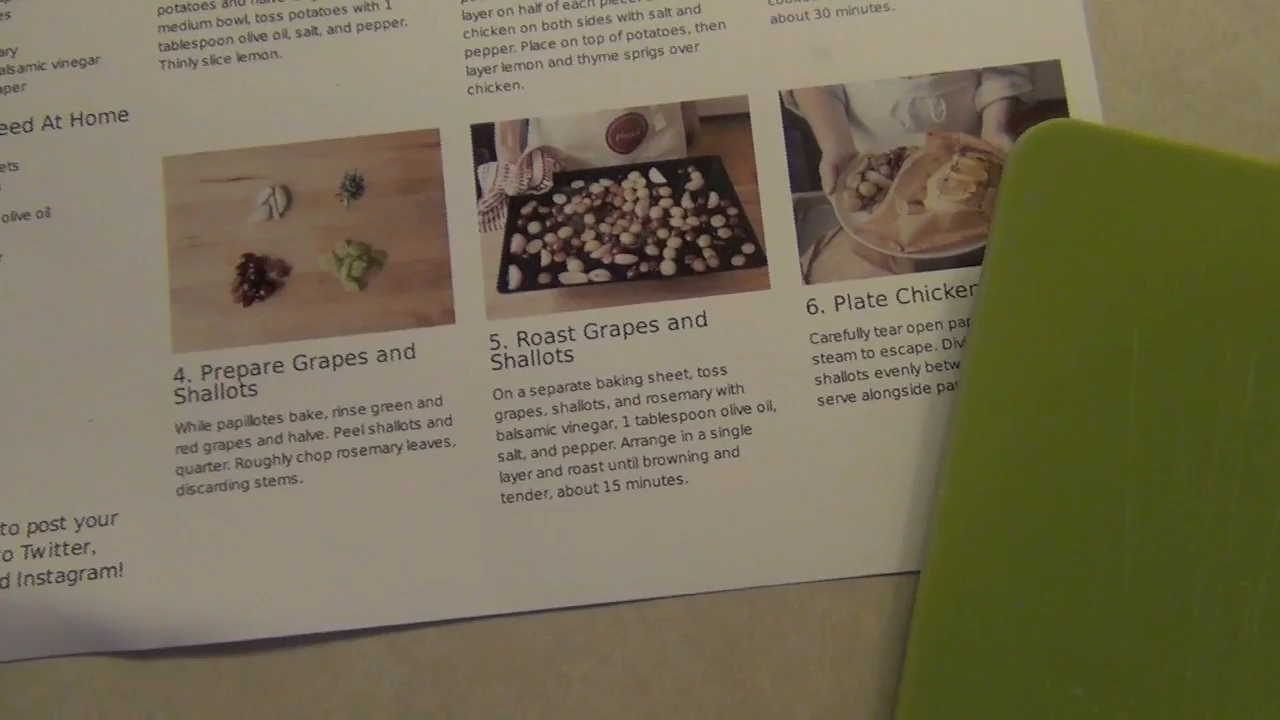 ary
alsamic vinegar
aper
eed At Home
ets
olive oil
to post your
o Twitter,
d Instagram!
potatoes and
medium bowl, toss potatoes with 1
tablespoon olive oil, salt, and pepper.
Thinly slice lemon.
layer on half of each
chicken on both sides with salt and
pepper. Place on top of potatoes, then
layer lemon and thyme sprigs over
chicken.
about 30 minutes.
4. Prepare Grapes and
Shallots
While papillotes bake, rinse green and
red grapes and halve. Peel shallots and
quarter. Roughly chop rosemary leaves,
discarding stems.
5. Roast Grapes and
Shallots
On a separate baking sheet, toss
grapes, shallots, and rosemary with
balsamic vinegar, 1 tablespoon olive oil,
salt, and pepper. Arrange in a single
layer and roast until browning and
tender, about 15 minutes.
6. Plate Chicken
Carefully tear open pa
steam to escape. Div
shallots evenly betw
serve alongside pa